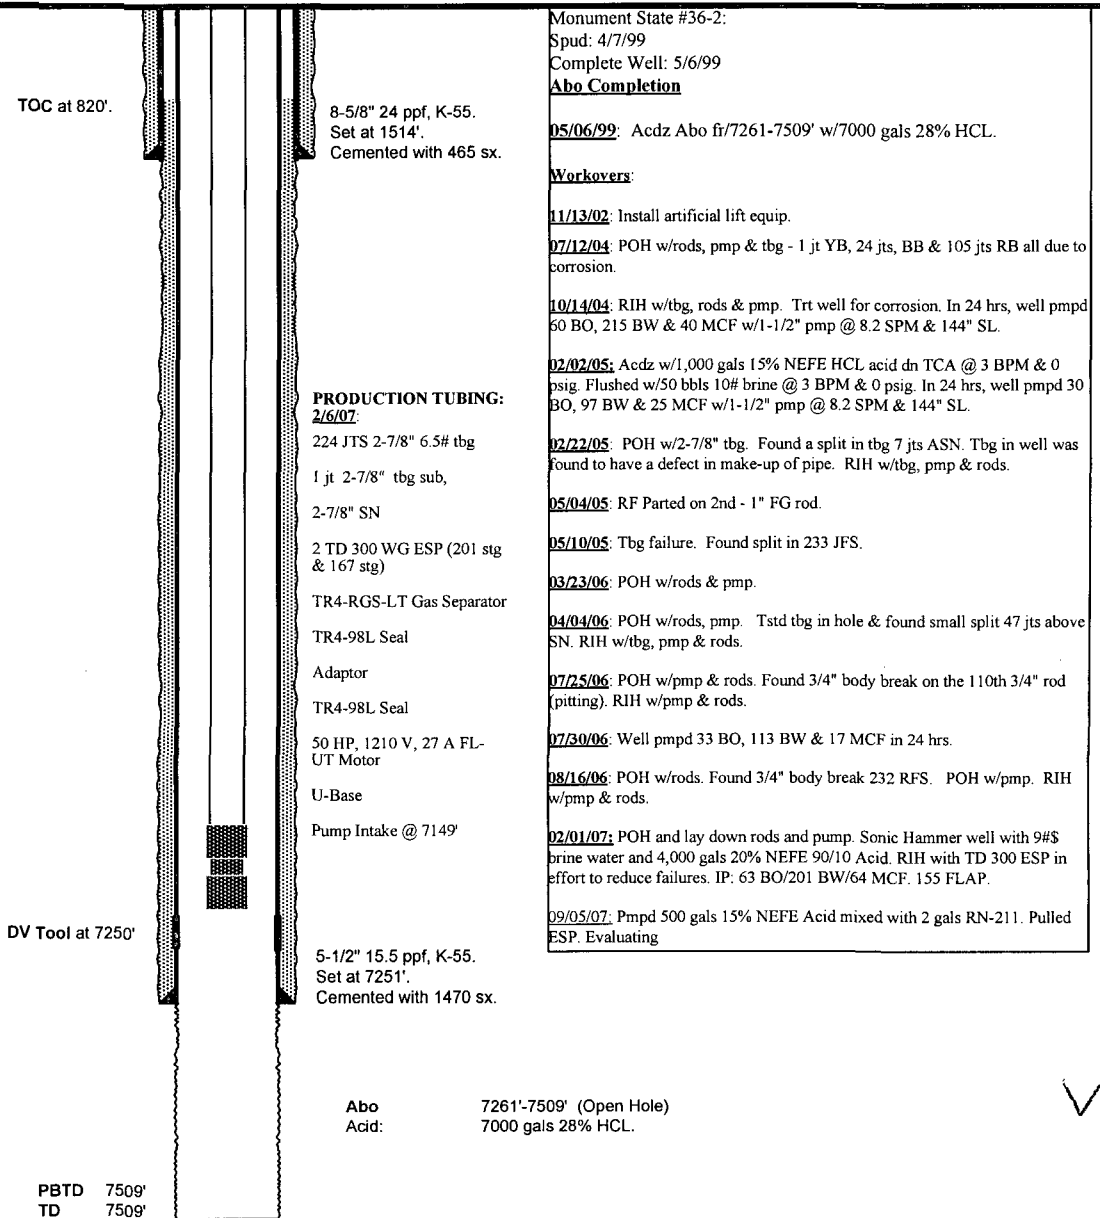 TOC at 820'.
8-5/8" 24 ppf, K-55.
Set at 1514'.
Cemented with 465 sx.
PRODUCTION TUBING:
2/6/07:
224 JTS 2-7/8" 6.5# tbg
1 jt 2-7/8" tbg sub,
2-7/8" SN
2 TD 300 WG ESP (201 stg
& 167 stg)
TR4-RGS-LT Gas Separator
TR4-98L Seal
Adaptor
TR4-98L Seal
50 HP, 1210 V, 27 A FL-
UT Motor
U-Base
Pump Intake @ 7149'
DV Tool at 7250'
5-1/2" 15.5 ppf, K-55.
Set at 7251'.
Cemented with 1470 sx.
Monument State #36-2:
Spud: 4/7/99
Complete Well: 5/6/99
Abo Completion
05/06/99: Acdz Abo fr/7261-7509' w/7000 gals 28% HCL.
Workovers:
11/13/02: Install artificial lift equip.
07/12/04: POH w/rods, pmp & tbg - 1 jt YB, 24 jts, BB & 105 jts RB all due to
corrosion.
10/14/04: RIH w/tbg, rods & pmp. Trt well for corrosion. In 24 hrs, well pmpd
60 BO, 215 BW & 40 MCF w/1-1/2" pmp @ 8.2 SPM & 144" SL.
02/02/05: Acdz w/1,000 gals 15% NEFE HCL acid dn TCA @ 3 BPM & 0
psig. Flushed w/50 bbls 10# brine @ 3 BPM & 0 psig. In 24 hrs, well pmpd 30
BO, 97 BW & 25 MCF w/1-1/2" pmp @ 8.2 SPM & 144" SL.
02/22/05: POH w/2-7/8" tbg. Found a split in tbg 7 jts ASN. Tbg in well was
found to have a defect in make-up of pipe. RIH w/tbg, pmp & rods.
05/04/05: RF Parted on 2nd - 1" FG rod.
05/10/05: Tbg failure. Found split in 233 JFS.
03/23/06: POH w/rods & pmp.
04/04/06: POH w/rods, pmp. Tstd tbg in hole & found small split 47 jts above
SN. RIH w/tbg, pmp & rods.
07/25/06: POH w/pmp & rods. Found 3/4" body break on the 110th 3/4" rod
(pitting). RIH w/pmp & rods.
07/30/06: Well pmpd 33 BO, 113 BW & 17 MCF in 24 hrs.
08/16/06: POH w/rods. Found 3/4" body break 232 RFS. POH w/pmp. RIH
w/pmp & rods.
02/01/07: POH and lay down rods and pump. Sonic Hammer well with 9#$
brine water and 4,000 gals 20% NEFE 90/10 Acid. RIH with TD 300 ESP in
effort to reduce failures. IP: 63 BO/201 BW/64 MCF. 155 FLAP.
09/05/07: Pmpd 500 gals 15% NEFE Acid mixed with 2 gals RN-211. Pulled
ESP. Evaluating
Abo 7261'-7509' (Open Hole)
Acid: 7000 gals 28% HCL.
PBTD 7509'
TD 7509'